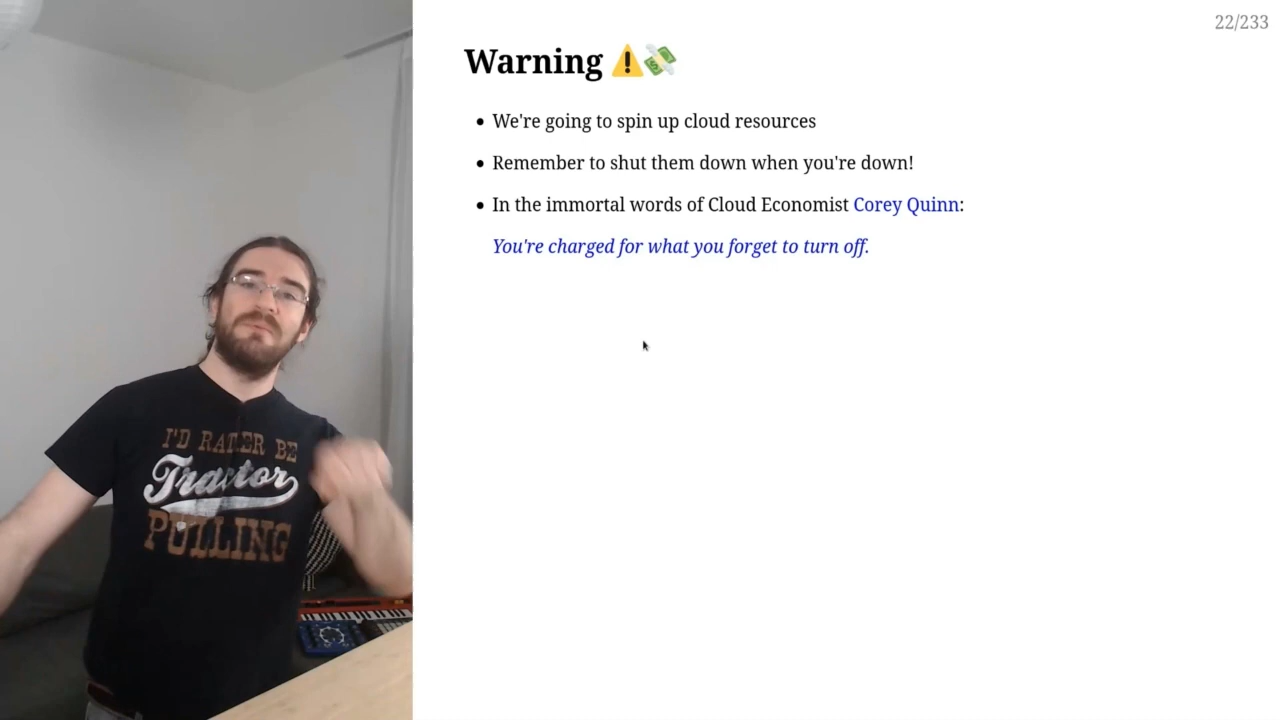 22/233
Warning ⚠️💸
• We're going to spin up cloud resources
• Remember to shut them down when you're down!
• In the immortal words of Cloud Economist Corey Quinn:
You're charged for what you forget to turn off.
I'D RATHER BE
Tractor
PULLING